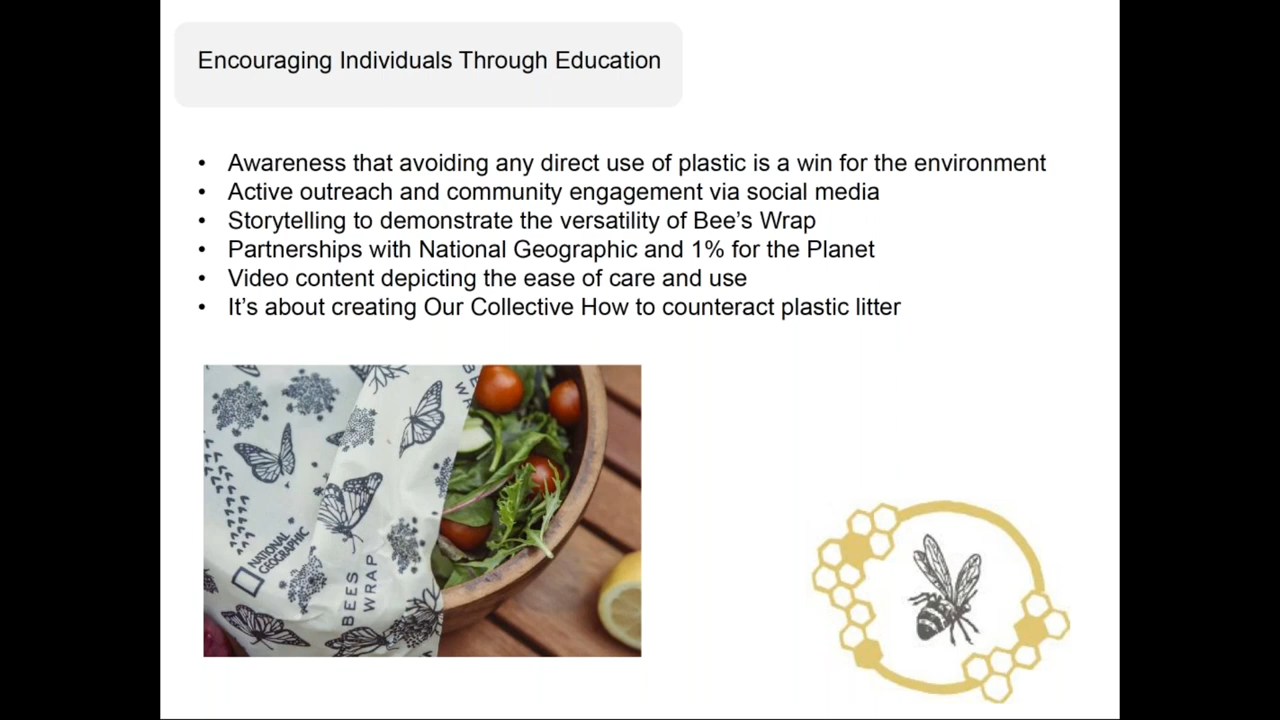 Encouraging Individuals Through Education
• Awareness that avoiding any direct use of plastic is a win for the environment
• Active outreach and community engagement via social media
• Storytelling to demonstrate the versatility of Bee’s Wrap
• Partnerships with National Geographic and 1% for the Planet
• Video content depicting the ease of care and use
• It’s about creating Our Collective How to counteract plastic litter
NATIONAL
GEOGRAPHIC
BEES
WRAP